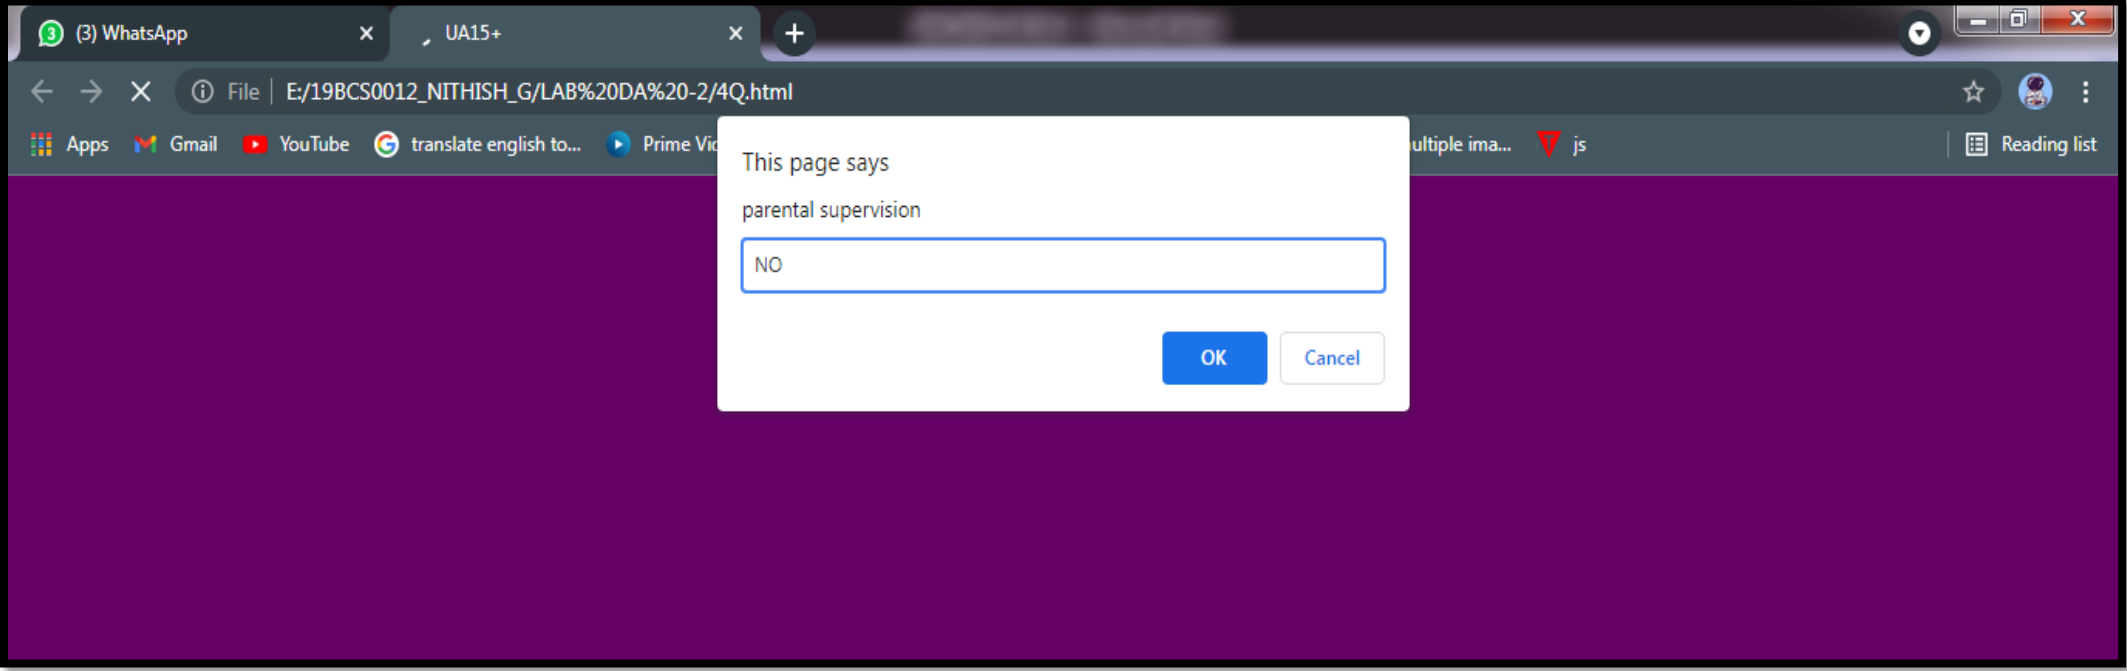 3 (3) WhatsApp × UA15+ × +
File E:/19BCS0012_NITHISH_G/LAB%20DA%20-2/4Q.html
Apps Gmail YouTube G translate english to... Prime Vi ultiple ima... js Reading list
This page says
parental supervision
NO
OK Cancel